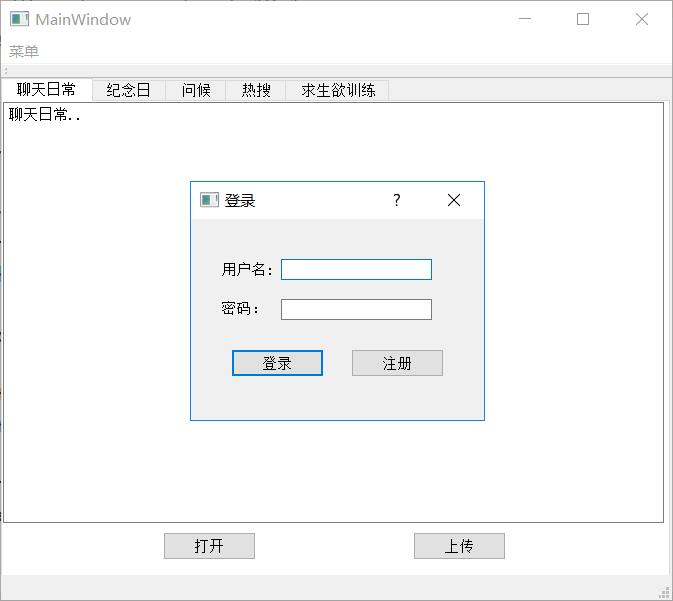 MainWindow
菜单
聊天日常 纪念日 问候 热搜 求生欲训练
聊天日常..
登录 ?
用户名：
密码：
登录 注册
打开 上传